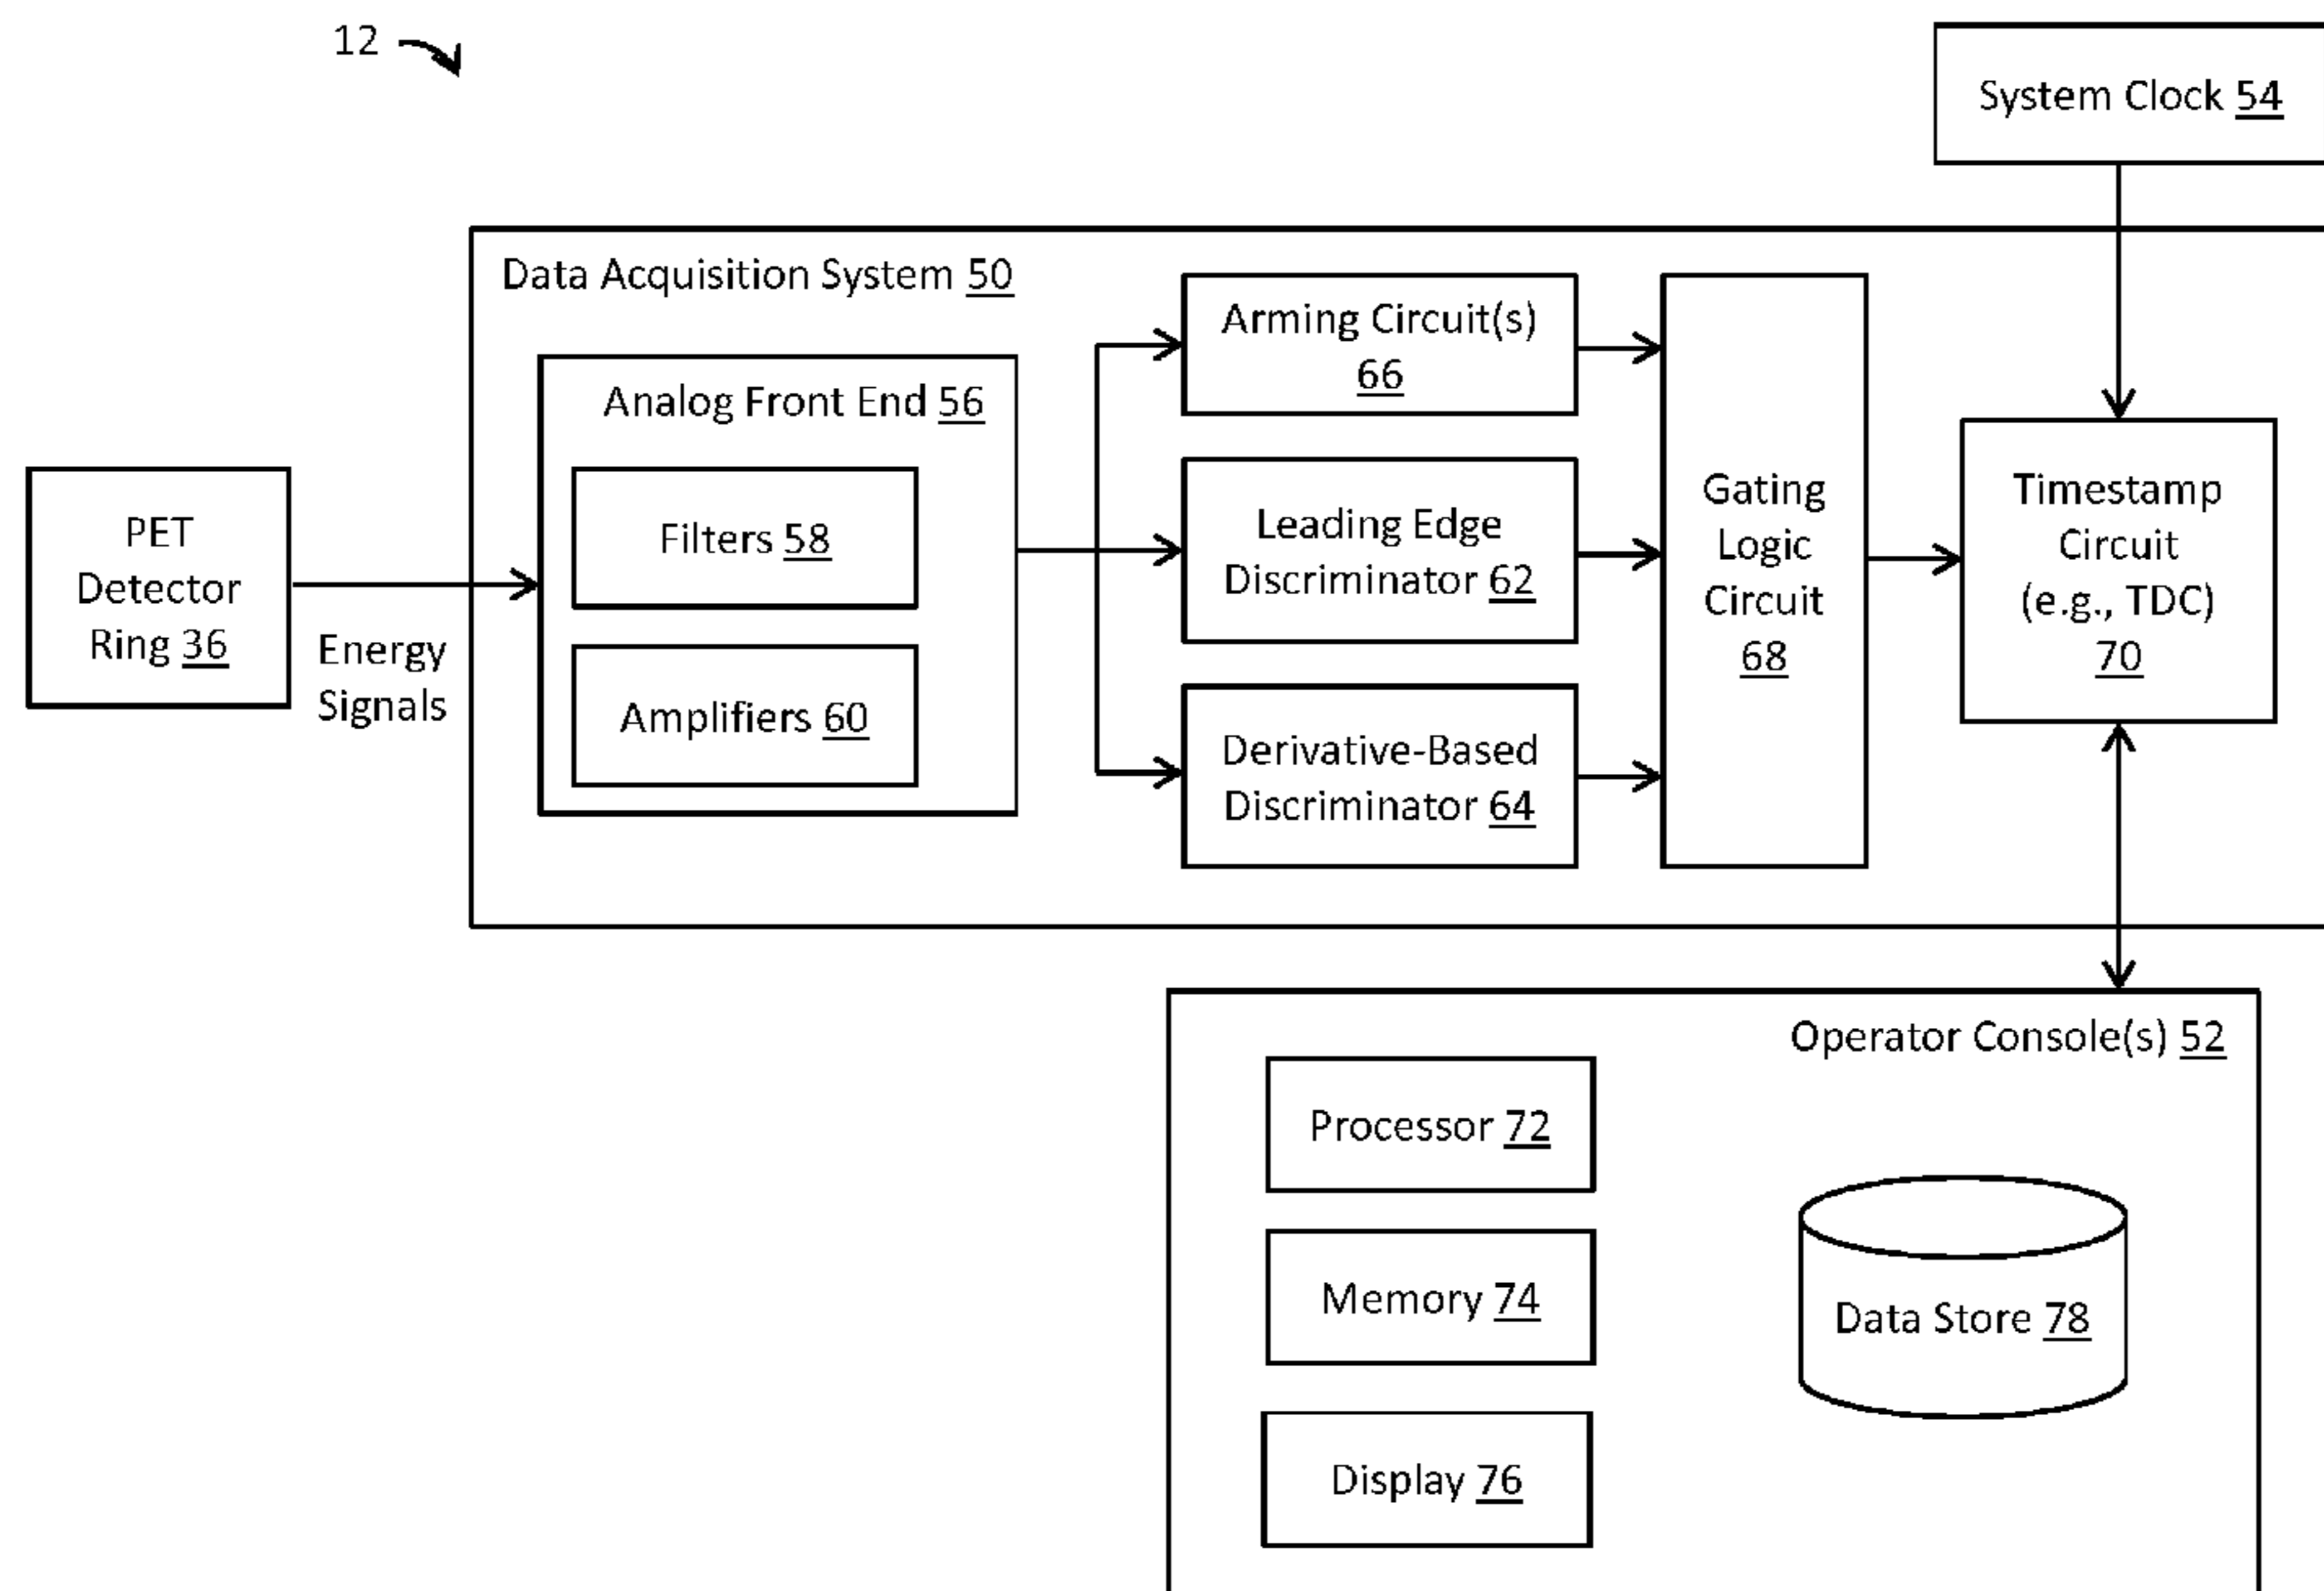 12
System Clock 54
Data Acquisition System 50
Arming Circuit(s)
66
Analog Front End 56
Filters 58
Amplifiers 60
PET
Detector
Ring 36
Energy
Signals
Leading Edge
Discriminator 62
Derivative-Based
Discriminator 64
Gating
Logic
Circuit
68
Timestamp
Circuit
(e.g., TDC)
70
Operator Console(s) 52
Processor 72
Memory 74
Display 76
Data Store 78